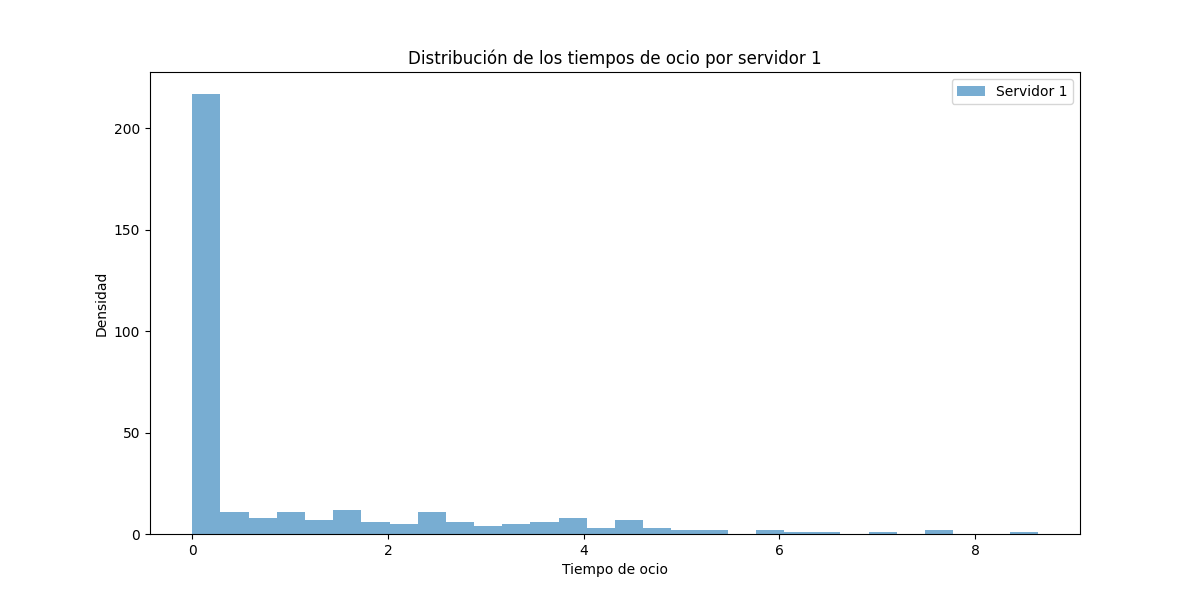 Distribución de los tiempos de ocio por servidor 1
Servidor 1
200
150
100
50
0
Densidad
0 2 4 6 8
Tiempo de ocio